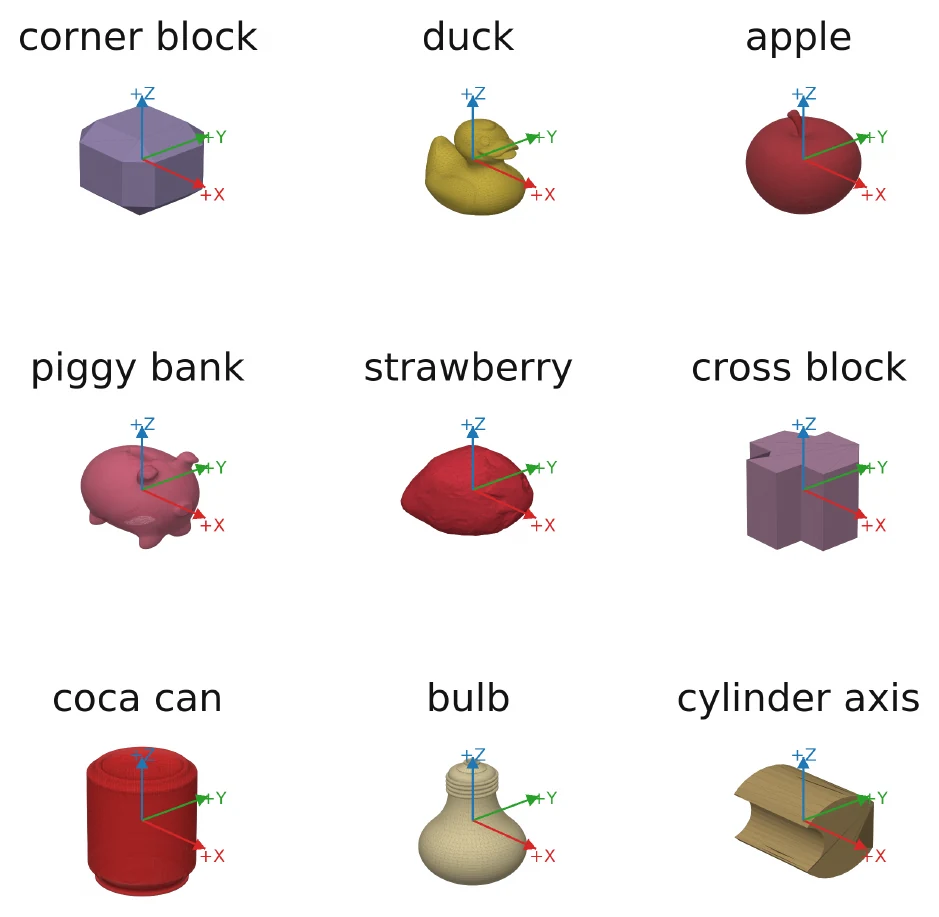 corner block
duck
apple
+Z
+Y
+X
+Z
+Y
+X
+Z
+Y
+X
piggy bank
strawberry
cross block
+Z
+Y
+X
+Z
+Y
+X
+Z
+Y
+X
coca can
bulb
cylinder axis
+Z
+Y
+X
+Z
+Y
+X
+Z
+Y
+X